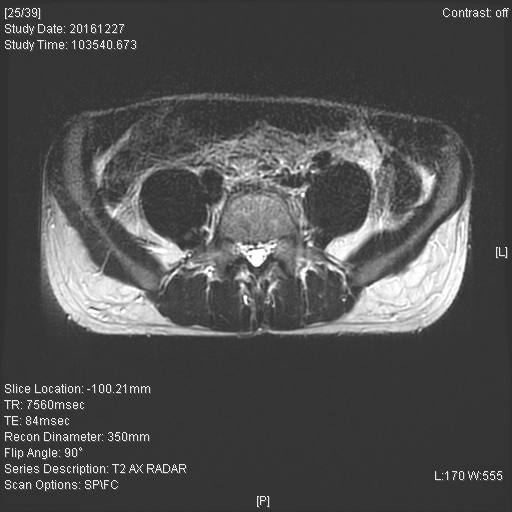 [25/39]
Study Date: 20161227
Study Time: 103540.673
Contrast: off
[L]
Slice Location: -100.21mm
TR: 7560msec
TE: 84msec
Recon Dinameter: 350mm
Flip Angle: 90°
Series Description: T2 AX RADAR
Scan Options: SP\FC
L:170 W:555
[P]